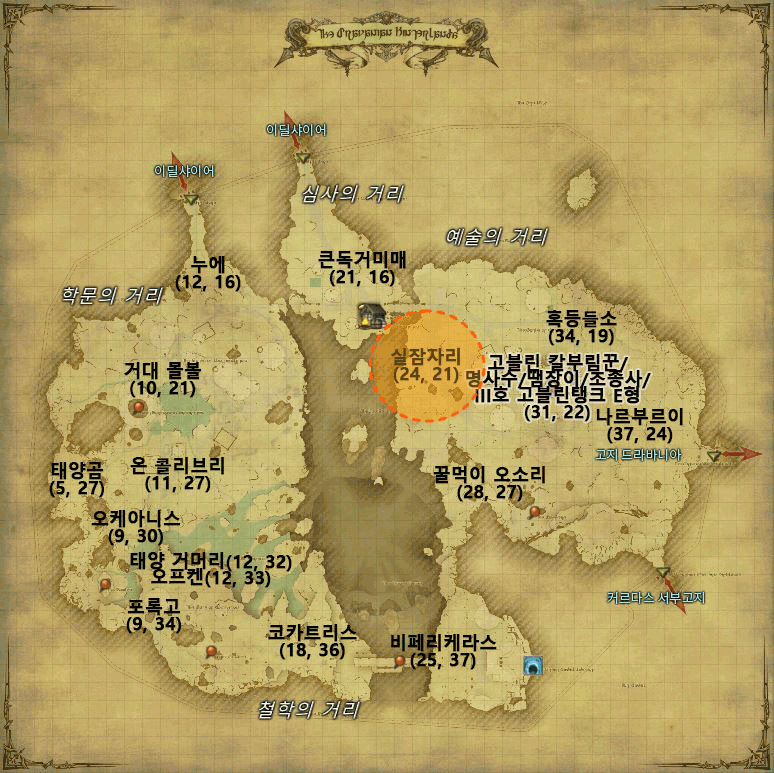 이딜샤이어
이딜샤이어
심사의 거리
예술의 거리
누에
(12, 16)
큰독거미매
(21, 16)
학문의 거리
혹등들소
(34, 19)
실잠자리
(24, 21)
고블린 칼부림꾼/
명사수/땜장이/조종사/
III호 고블린탱크 E형
(31, 22)
거대 몰볼
(10, 21)
나르부르이
(37, 24)
고지 드라바니아
태양곰
(5, 27)
온 콜리브리
(11, 27)
꿀먹이 오소리
(28, 27)
오케아니스
(9, 30)
태양 거머리(12, 32)
오프켄(12, 33)
커르다스 서부고지
포록고
(9, 34)
코카트리스
(18, 36)
비페리케라스
(25, 37)
철학의 거리